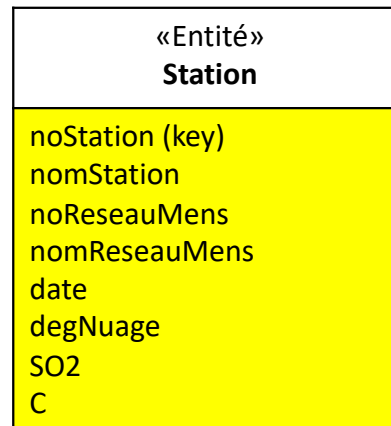 «Entité»
Station
noStation (key)
nomStation
noReseauMens
nomReseauMens
date
degNuage
SO2
C